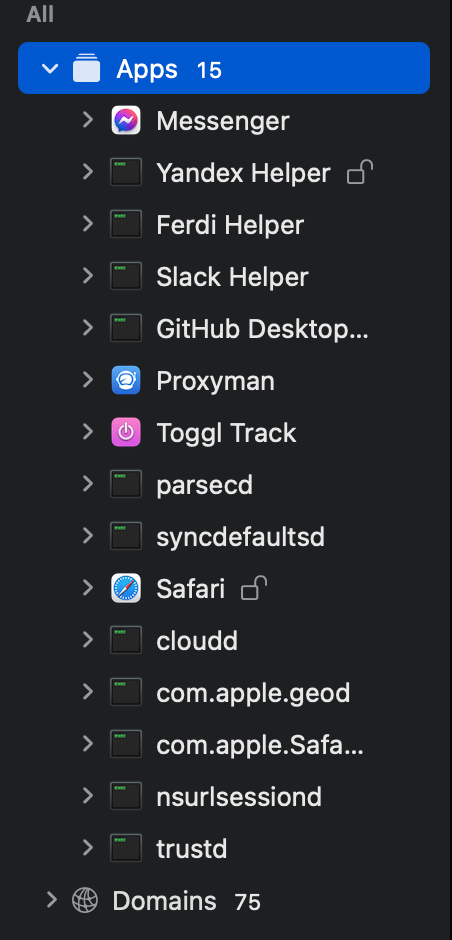 All
Apps 15
Messenger
Yandex Helper
Ferdi Helper
Slack Helper
GitHub Desktop...
Proxyman
Toggl Track
parsecd
syncdefaultsd
Safari
cloudd
com.apple.geod
com.apple.Safa...
nsurlsessiond
trustd
Domains 75